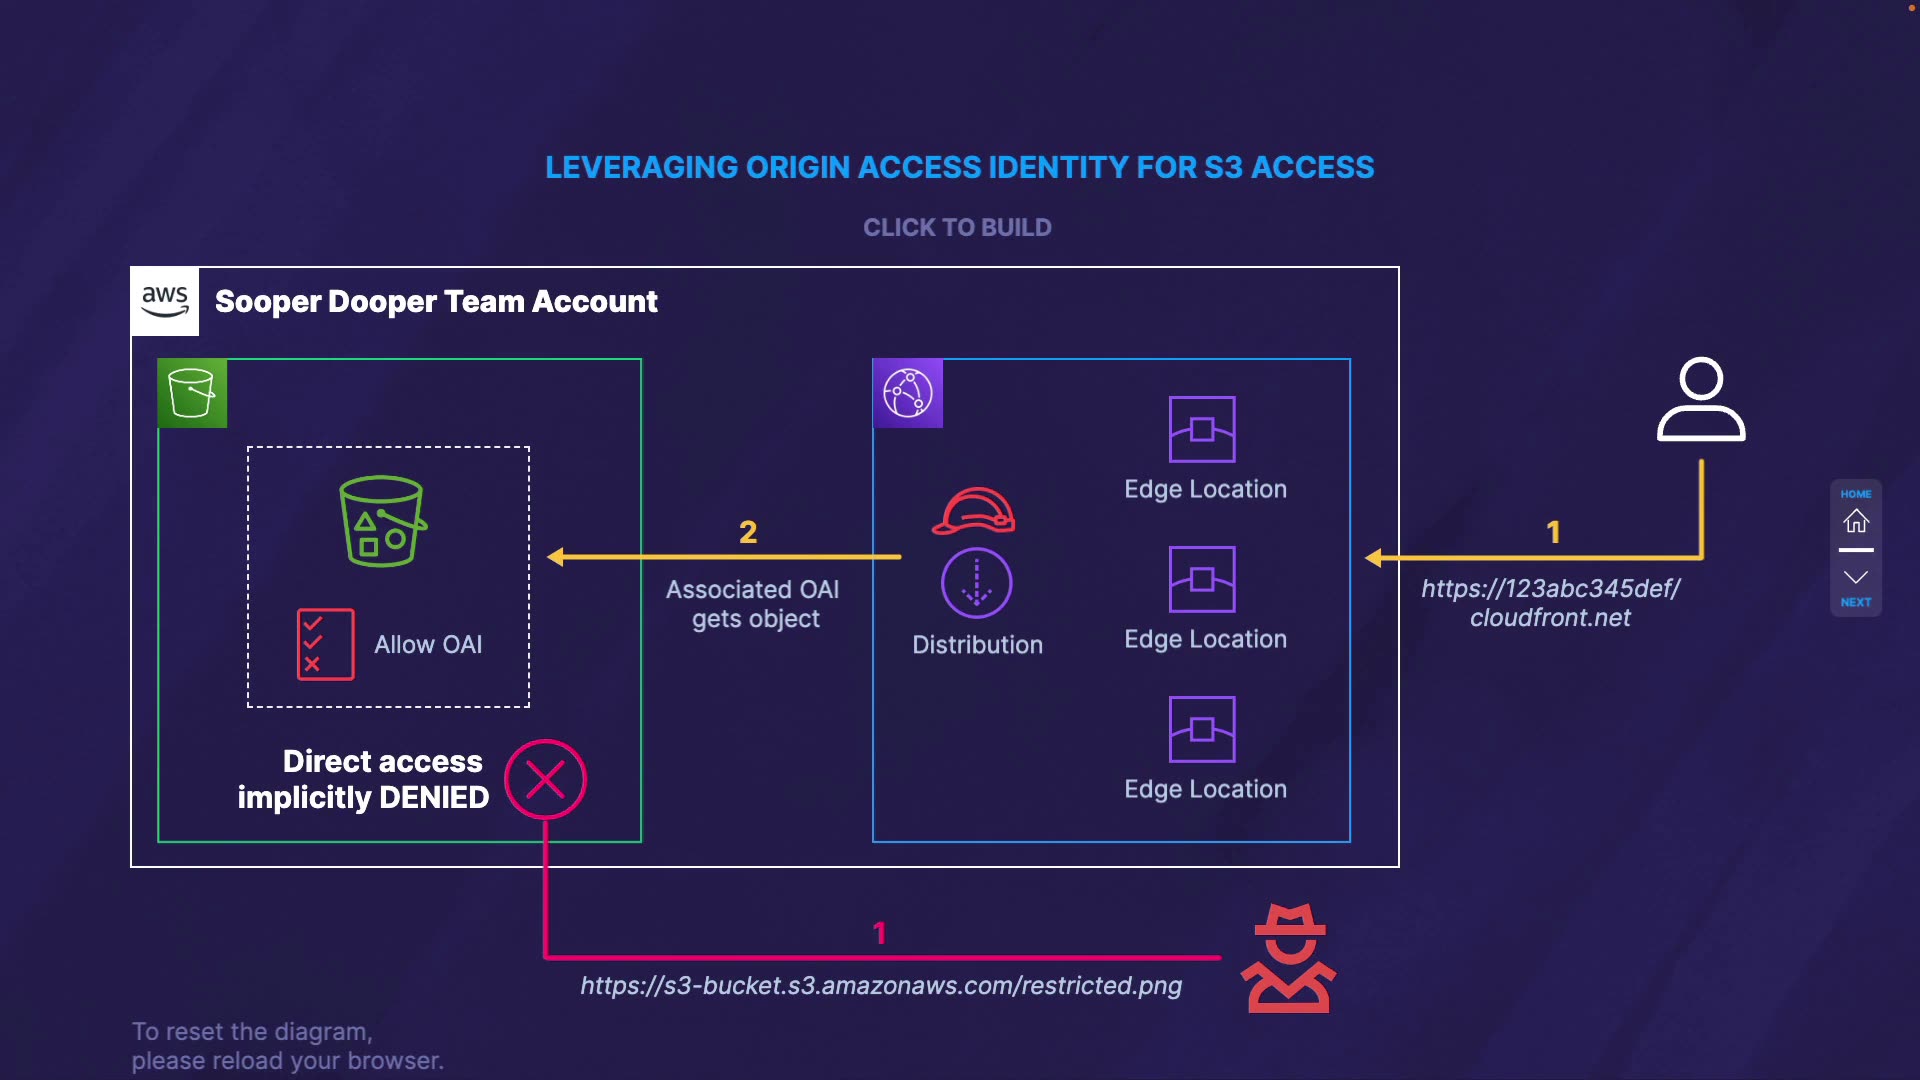 LEVERAGING ORIGIN ACCESS IDENTITY FOR S3 ACCESS
CLICK TO BUILD
aws
Sooper Dooper Team Account
Edge Location
2
1
HOME
Associated OAI
gets object
https://123abc345def/
cloudfront.net
NEXT
Allow OAI
Distribution
Edge Location
Direct access
implicitly DENIED
Edge Location
1
https://s3-bucket.s3.amazonaws.com/restricted.png
To reset the diagram,
please reload your browser.